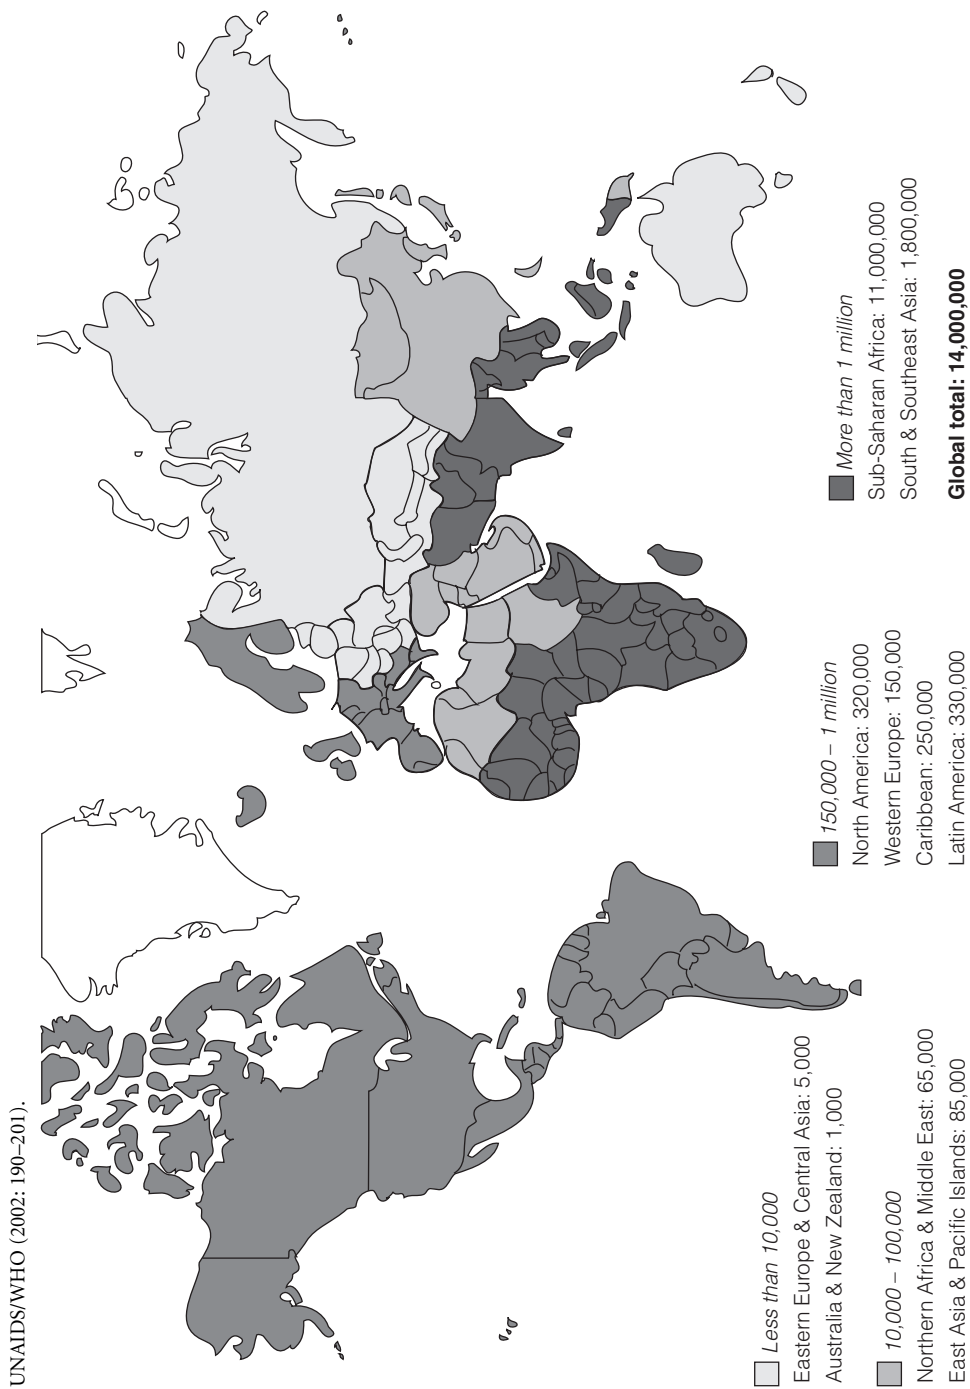 UNAIDS/WHO (2002: 190–201).
Less than 10,000
Eastern Europe & Central Asia: 5,000
Australia & New Zealand: 1,000
10,000 – 100,000
Northern Africa & Middle East: 65,000
East Asia & Pacific Islands: 85,000
150,000 – 1 million
North America: 320,000
Western Europe: 150,000
Caribbean: 250,000
Latin America: 330,000
More than 1 million
Sub-Saharan Africa: 11,000,000
South & Southeast Asia: 1,800,000
Global total: 14,000,000